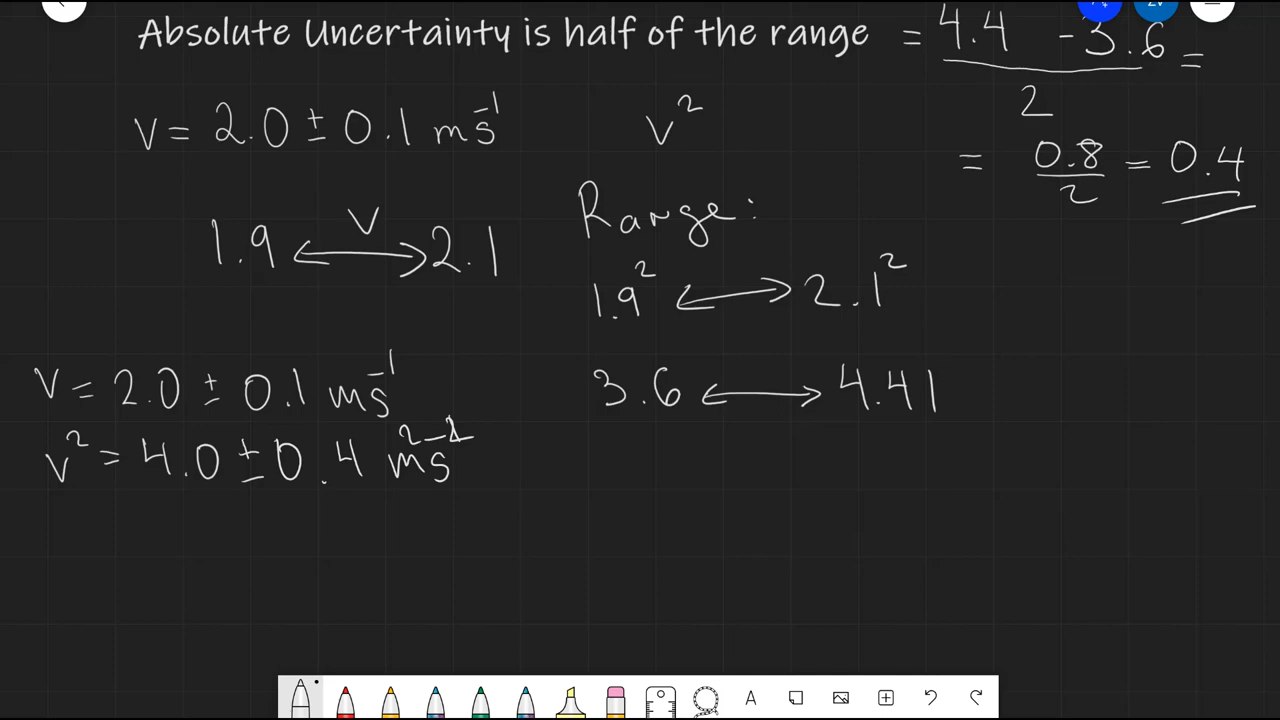 Absolute Uncertainty is half of the range = (4.4 - 3.6)/2 =
= 0.8/2 = 0.4
v = 2.0 ± 0.1 ms⁻¹
v²
1.9 ⟷ 2.1
v
Range:
1.9² ⟷ 2.1²
3.6 ⟷ 4.41
v = 2.0 ± 0.1 ms⁻¹
v² = 4.0 ± 0.4 m²s⁻
A